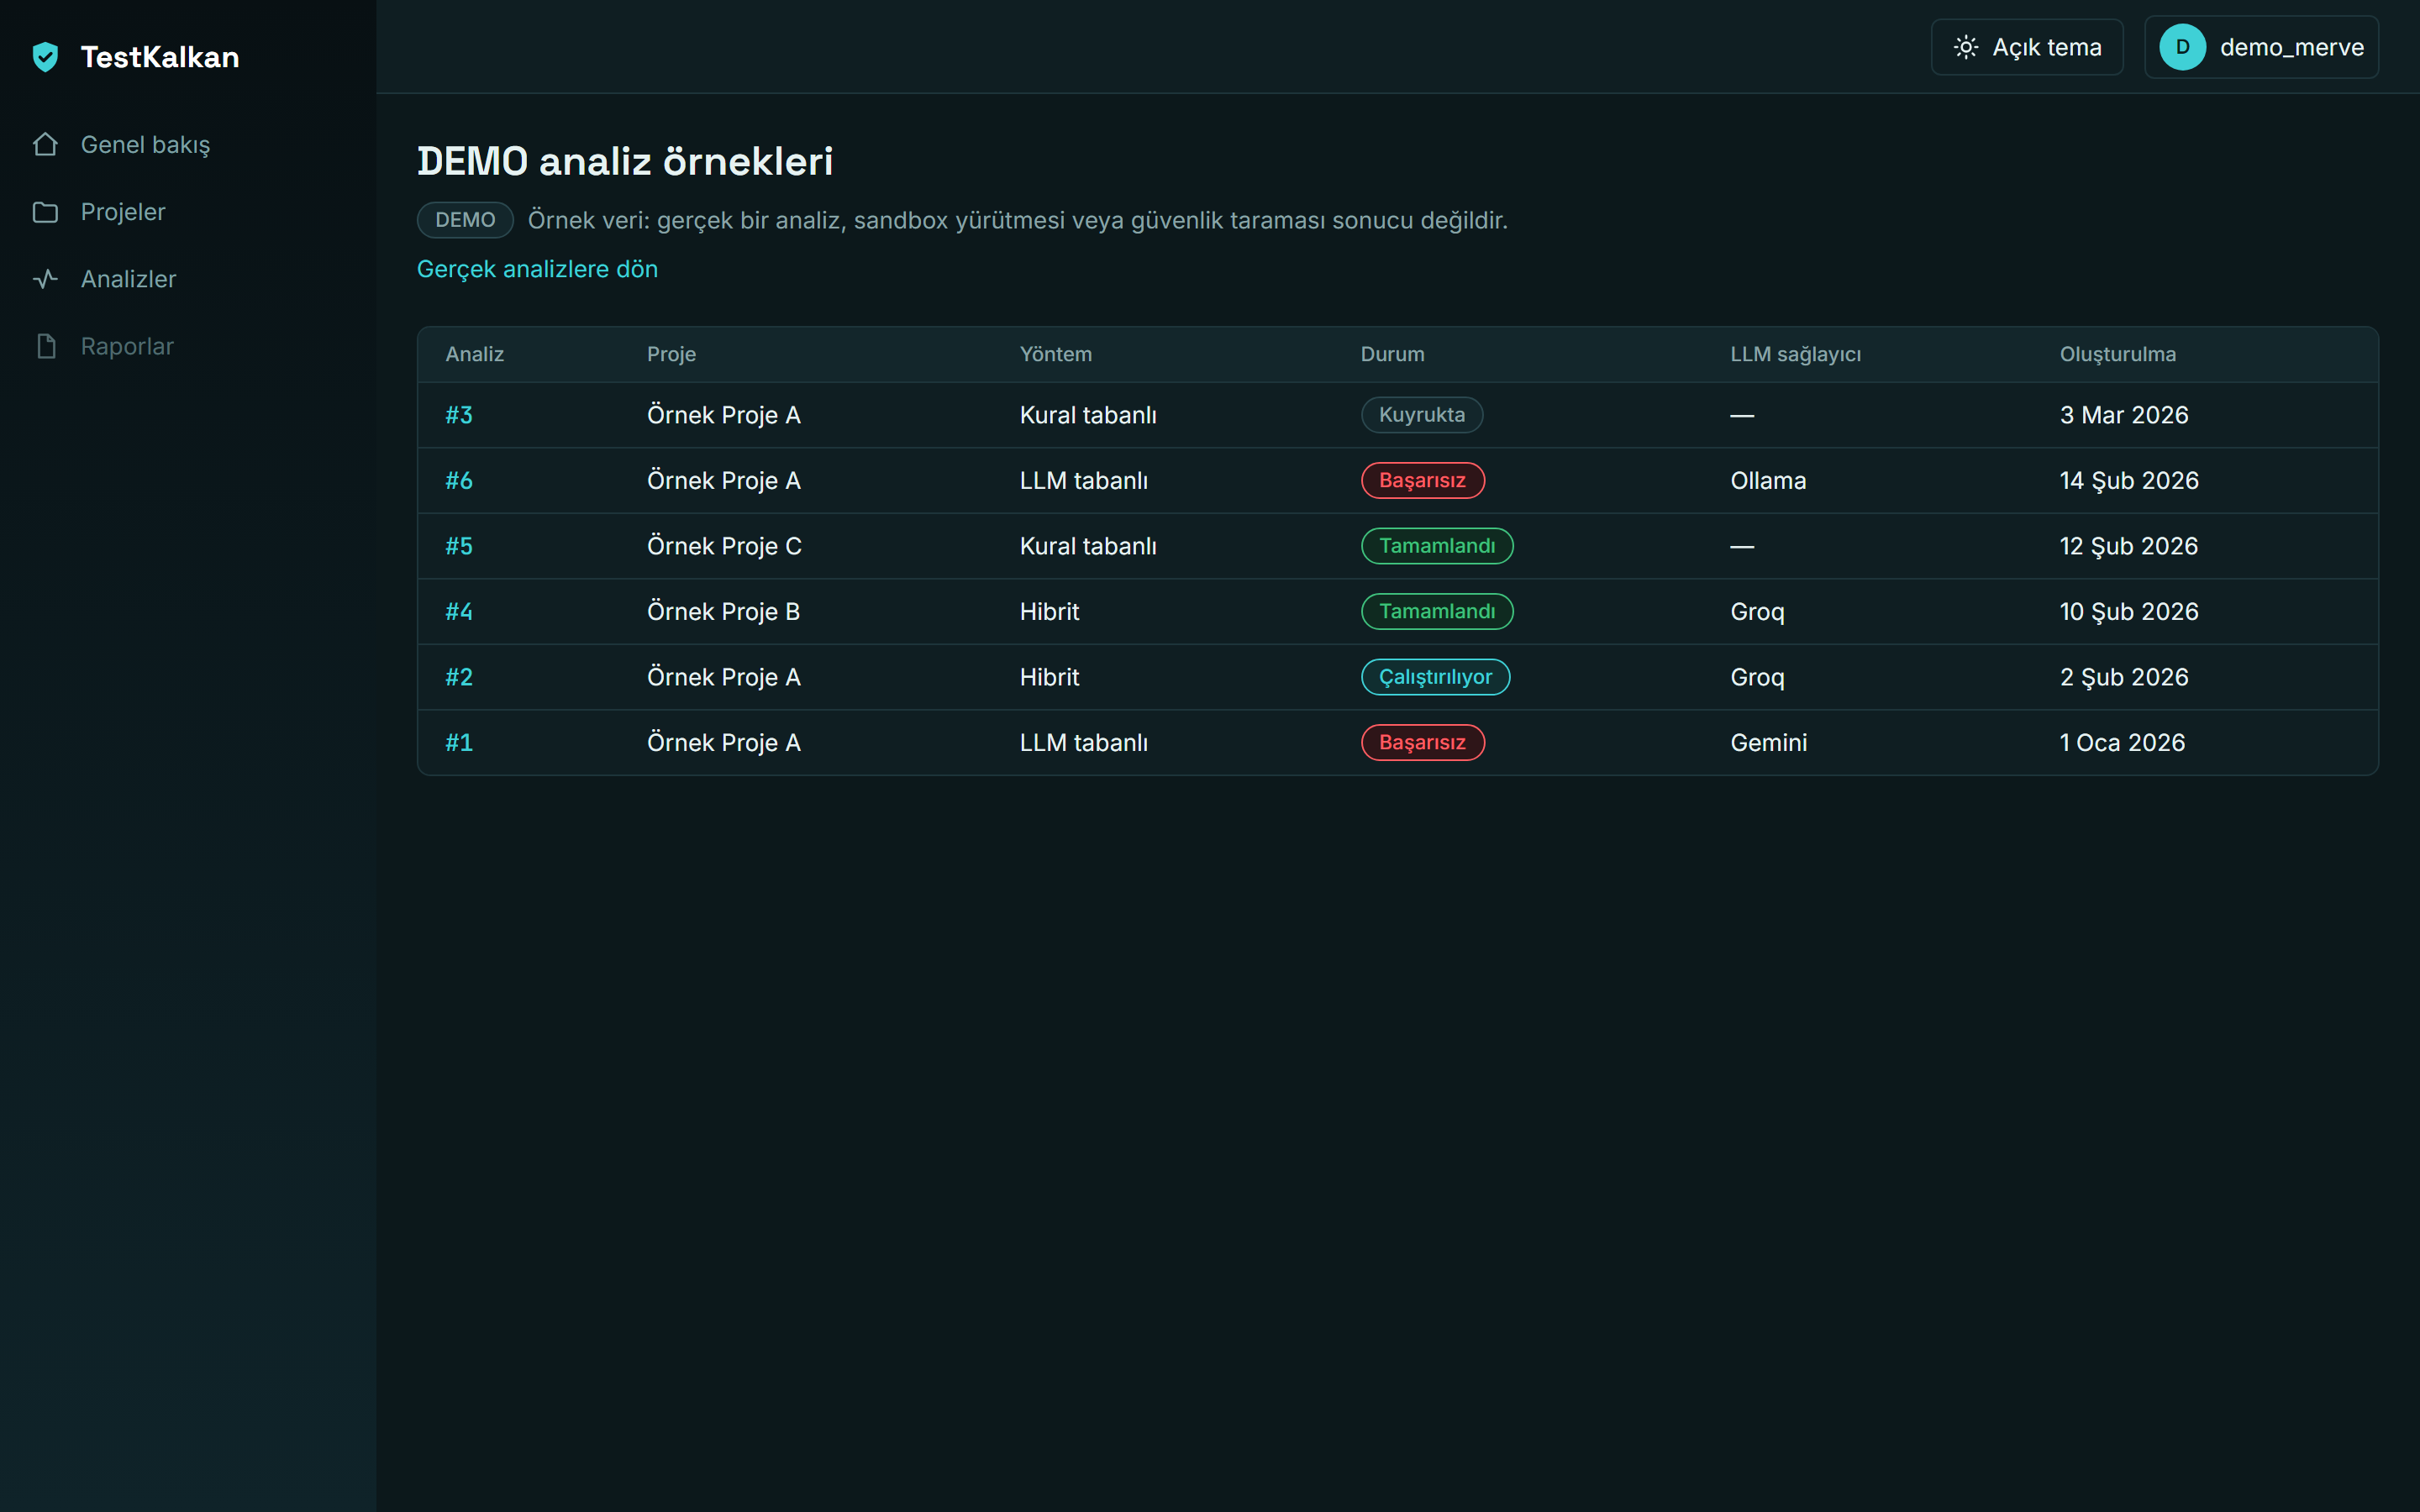 TestKalkan
Genel bakış
Projeler
Analizler
Raporlar
Açık tema
D demo_merve
DEMO analiz örnekleri
DEMO Örnek veri: gerçek bir analiz, sandbox yürütmesi veya güvenlik taraması sonucu değildir.
Gerçek analizlere dön
Analiz Proje Yöntem Durum LLM sağlayıcı Oluşturulma
#3 Örnek Proje A Kural tabanlı Kuyrukta — 3 Mar 2026
#6 Örnek Proje A LLM tabanlı Başarısız Ollama 14 Şub 2026
#5 Örnek Proje C Kural tabanlı Tamamlandı — 12 Şub 2026
#4 Örnek Proje B Hibrit Tamamlandı Groq 10 Şub 2026
#2 Örnek Proje A Hibrit Çalıştırılıyor Groq 2 Şub 2026
#1 Örnek Proje A LLM tabanlı Başarısız Gemini 1 Oca 2026